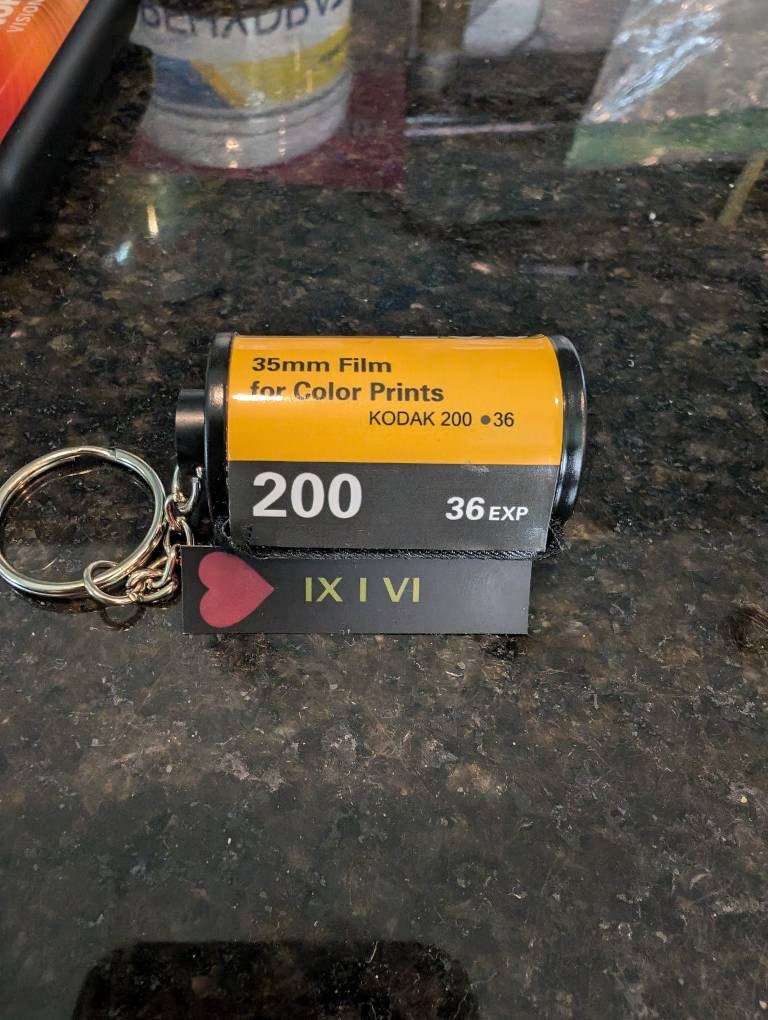 35mm Film
for Color Prints
KODAK 200 ●36
200
36 EXP
IX I VI